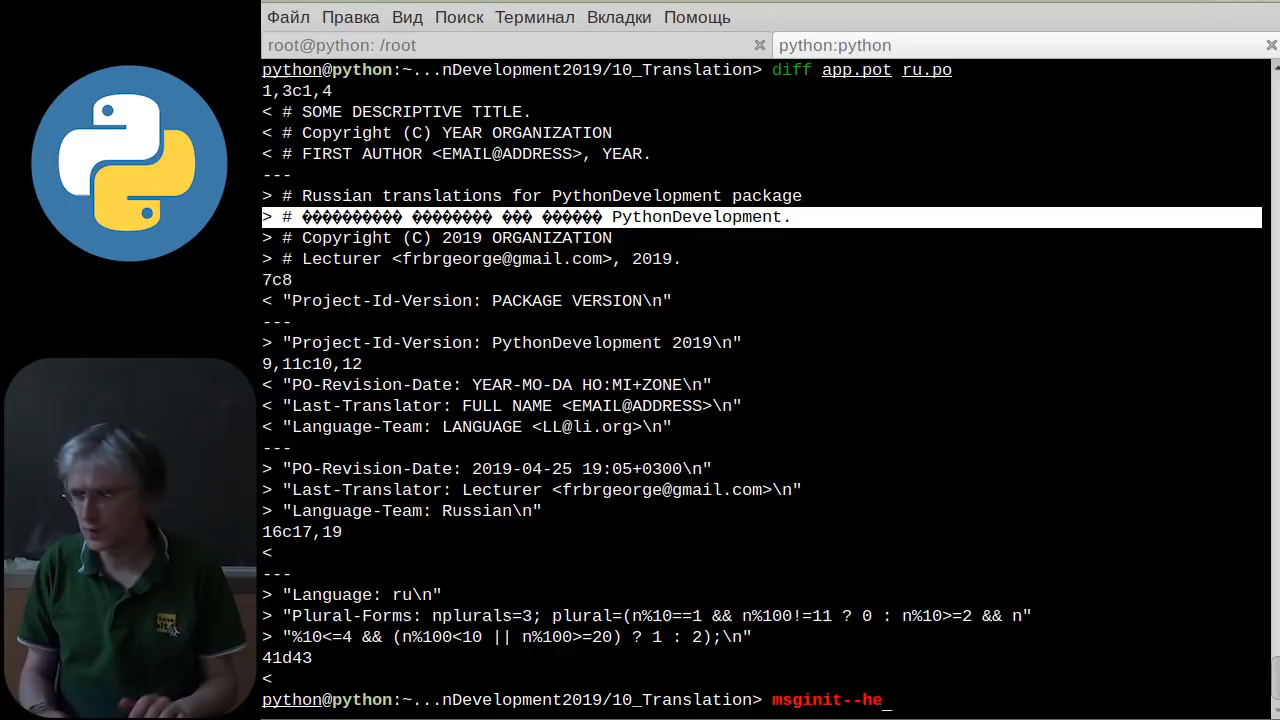 Файл Правка Вид Поиск Терминал Вкладки Помощь
root@python: /root
python:python
python@python:~...nDevelopment2019/10_Translation> diff app.pot ru.po
1,3c1,4
< # SOME DESCRIPTIVE TITLE.
< # Copyright (C) YEAR ORGANIZATION
< # FIRST AUTHOR <EMAIL@ADDRESS>, YEAR.
---
> # Russian translations for PythonDevelopment package
> # ���������� �������� ��� ������ PythonDevelopment.
> # Copyright (C) 2019 ORGANIZATION
> # Lecturer <frbrgeorge@gmail.com>, 2019.
7c8
< "Project-Id-Version: PACKAGE VERSION\n"
---
> "Project-Id-Version: PythonDevelopment 2019\n"
9,11c10,12
< "PO-Revision-Date: YEAR-MO-DA HO:MI+ZONE\n"
< "Last-Translator: FULL NAME <EMAIL@ADDRESS>\n"
< "Language-Team: LANGUAGE <LL@li.org>\n"
---
> "PO-Revision-Date: 2019-04-25 19:05+0300\n"
> "Last-Translator: Lecturer <frbrgeorge@gmail.com>\n"
> "Language-Team: Russian\n"
16c17,19
<
---
> "Language: ru\n"
> "Plural-Forms: nplurals=3; plural=(n%10==1 && n%100!=11 ? 0 : n%10>=2 && n"
> "%10<=4 && (n%100<10 || n%100>=20) ? 1 : 2);\n"
41d43
<
python@python:~...nDevelopment2019/10_Translation> msginit--he_